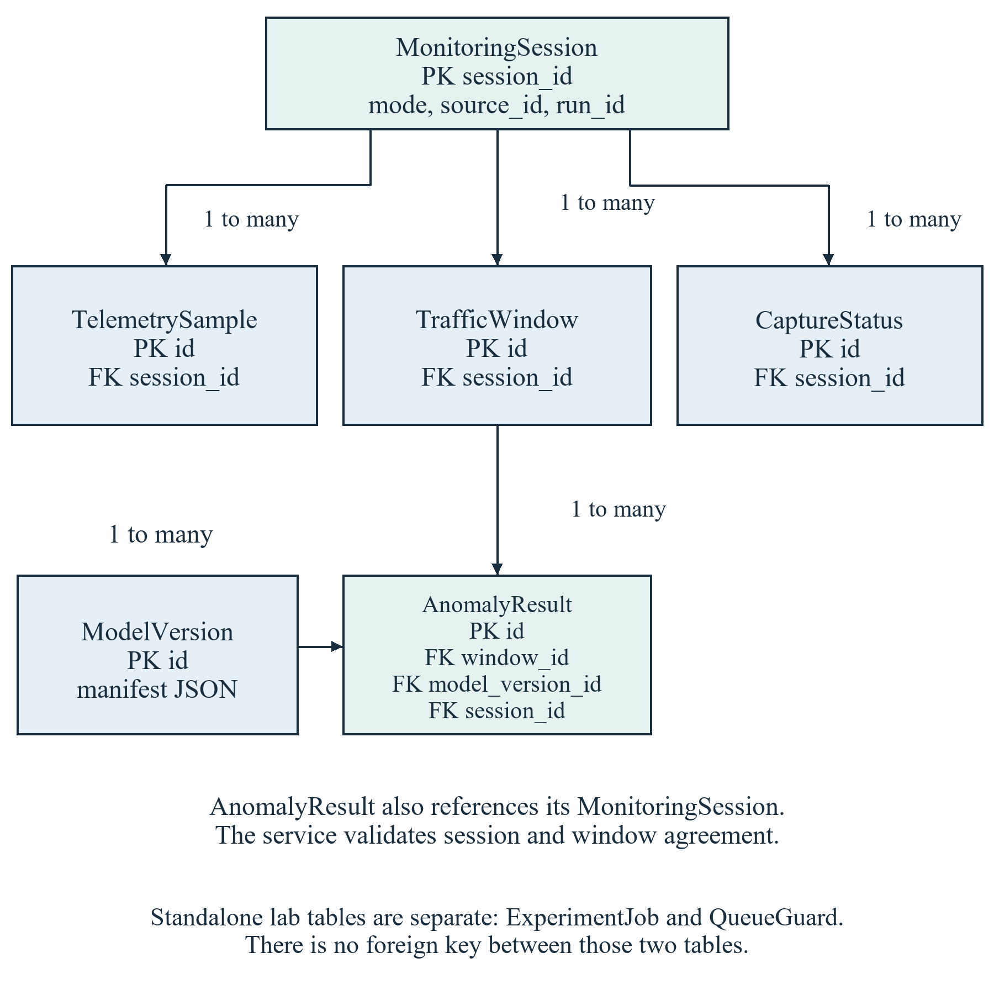 MonitoringSession
PK session_id
mode, source_id, run_id
1 to many
1 to many
1 to many
TelemetrySample
PK id
FK session_id
TrafficWindow
PK id
FK session_id
CaptureStatus
PK id
FK session_id
1 to many
1 to many
ModelVersion
PK id
manifest JSON
AnomalyResult
PK id
FK window_id
FK model_version_id
FK session_id
AnomalyResult also references its MonitoringSession.
The service validates session and window agreement.
Standalone lab tables are separate: ExperimentJob and QueueGuard.
There is no foreign key between those two tables.